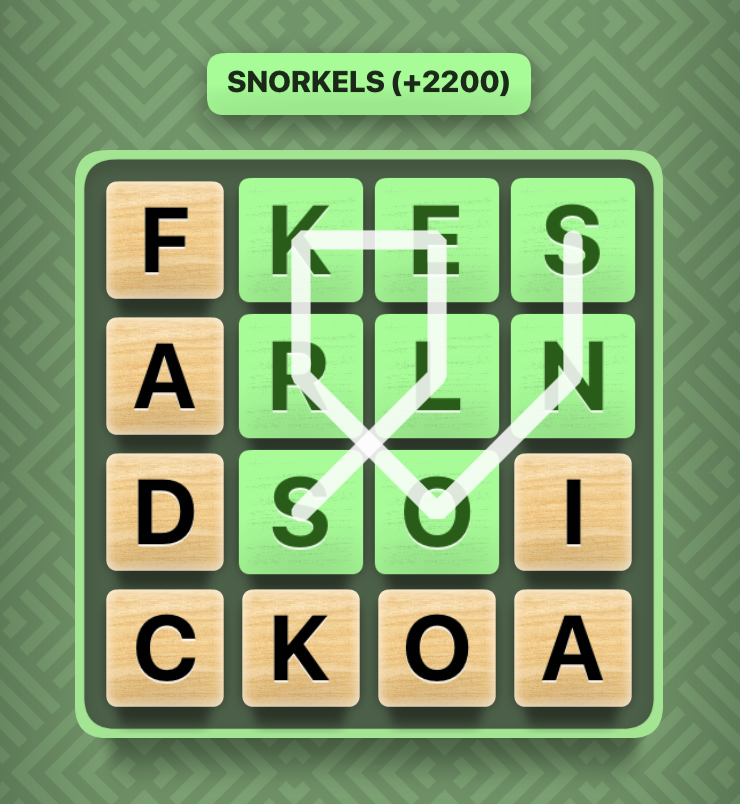 SNORKELS (+2200)
F K E S
A R L N
D S O I
C K O A